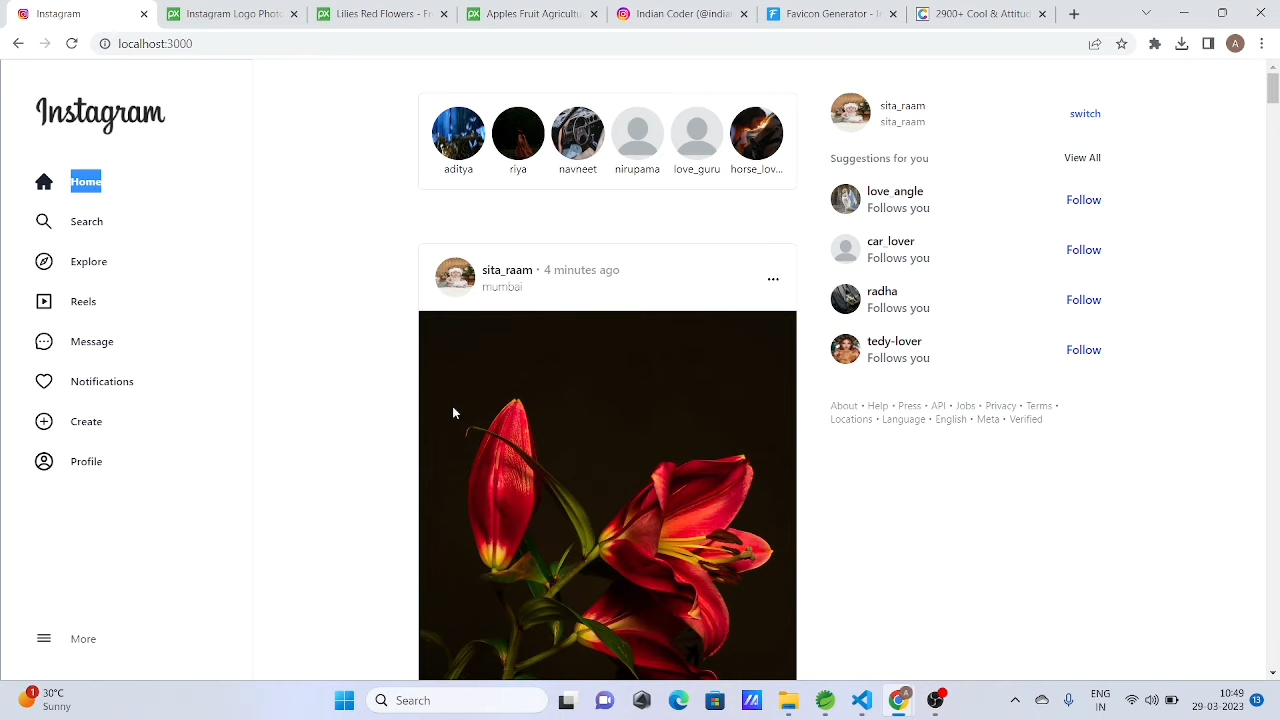 Instagram
Instagram Logo Photo
Lilies Red Flowers - Fr
Apples Fruit Agricultu
Indian Coder (@indian
Favicon Generator -
2900+ Cool & Attitud
localhost:3000
A
Instagram
Home
Search
Explore
Reels
Message
Notifications
Create
Profile
More
aditya
riya
navneet
nirupama
love_guru
horse_lov...
sita_raam • 4 minutes ago
mumbai
sita_raam
sita_raam
switch
Suggestions for you
View All
love_angle
Follows you
Follow
car_lover
Follows you
Follow
radha
Follows you
Follow
tedy-lover
Follows you
Follow
About • Help • Press • API • Jobs • Privacy • Terms •
Locations • Language • English • Meta • Verified
1
30°C
Sunny
Search
ENG
IN
10:49
29-03-2023
13